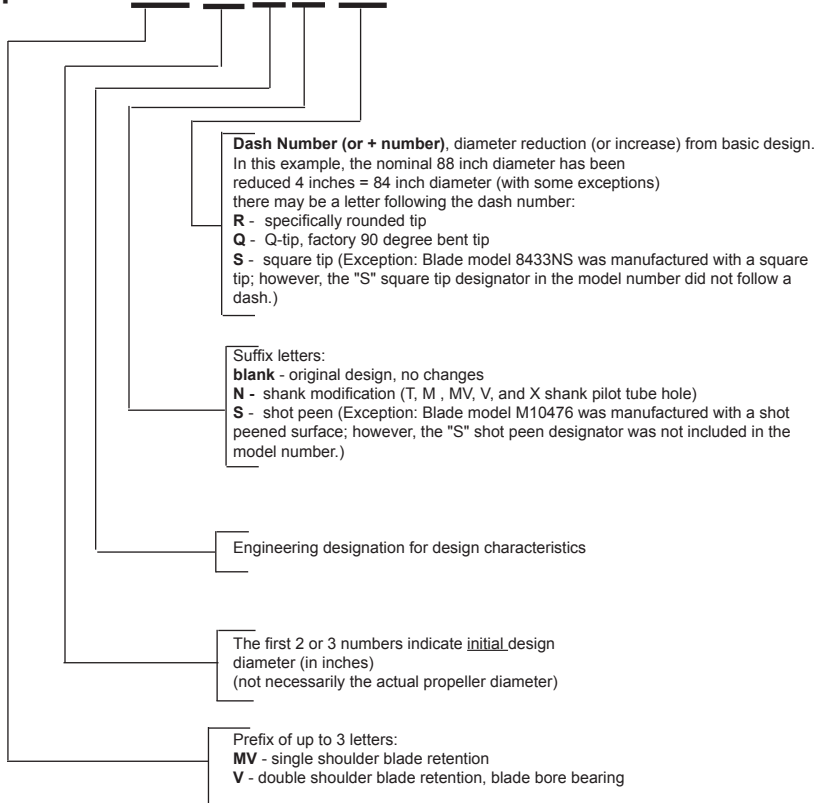 Dash Number (or + number), diameter reduction (or increase) from basic design.
In this example, the nominal 88 inch diameter has been
reduced 4 inches = 84 inch diameter (with some exceptions)
there may be a letter following the dash number:
R - specifically rounded tip
Q - Q-tip, factory 90 degree bent tip
S - square tip (Exception: Blade model 8433NS was manufactured with a square
tip; however, the "S" square tip designator in the model number did not follow a
dash.)
Suffix letters:
blank - original design, no changes
N - shank modification (T, M , MV, V, and X shank pilot tube hole)
S - shot peen (Exception: Blade model M10476 was manufactured with a shot
peened surface; however, the "S" shot peen designator was not included in the
model number.)
Engineering designation for design characteristics
The first 2 or 3 numbers indicate initial design
diameter (in inches)
(not necessarily the actual propeller diameter)
Prefix of up to 3 letters:
MV - single shoulder blade retention
V - double shoulder blade retention, blade bore bearing